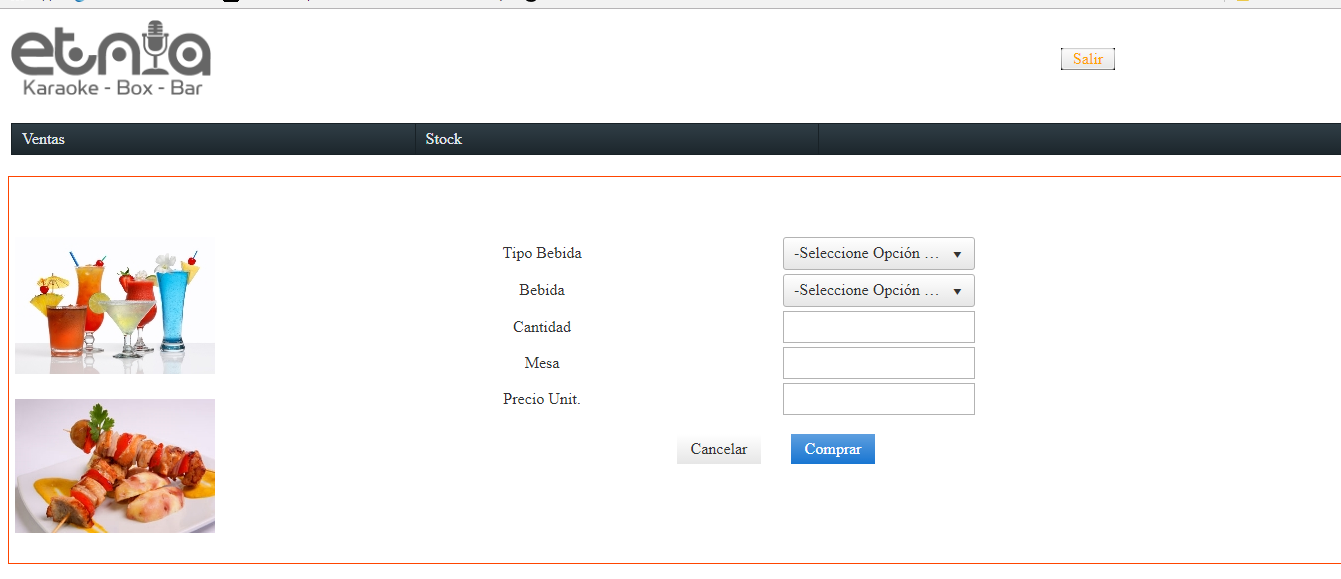 etnia
Karaoke - Box - Bar
Salir
Ventas
Stock
Tipo Bebida
-Seleccione Opción ...
Bebida
-Seleccione Opción ...
Cantidad
Mesa
Precio Unit.
Cancelar
Comprar